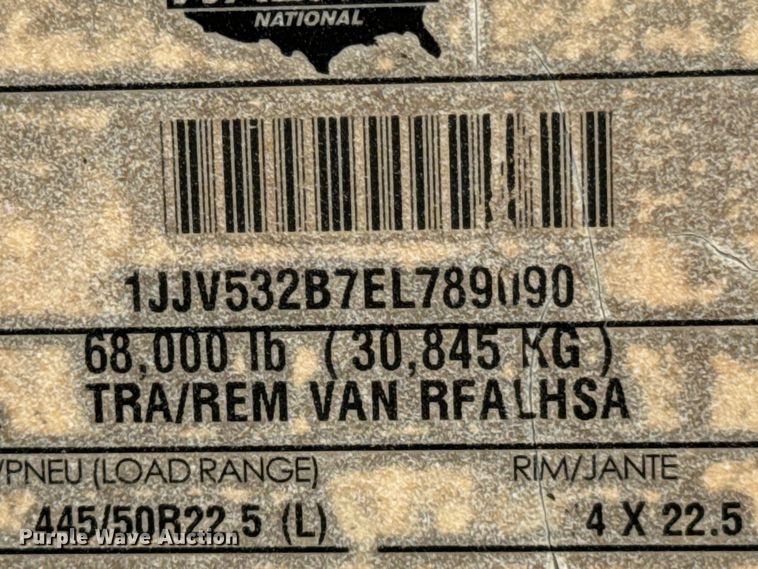 NATIONAL
1JJV532B7EL789090
68,000 lb ( 30,845 KG )
TRA/REM VAN RFALHSA
/PNEU (LOAD RANGE) RIM/JANTE
445/50R22.5 (L) 4 X 22.5
Purple Wave Auction